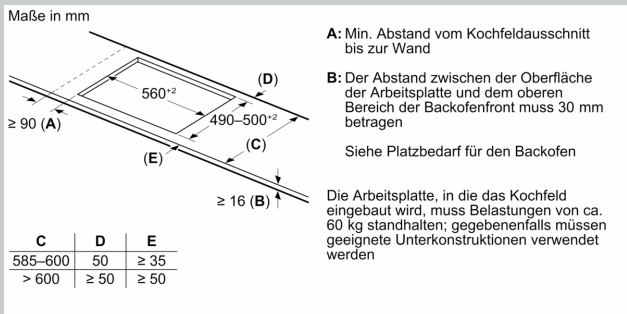 Maße in mm
560+2
(D)
490–500+2
≥ 90 (A)
(C)
(E)
≥ 16 (B)
C D E
585–600 50 ≥ 35
> 600 ≥ 50 ≥ 50
A: Min. Abstand vom Kochfeldausschnitt
bis zur Wand
B: Der Abstand zwischen der Oberfläche
der Arbeitsplatte und dem oberen
Bereich der Backofenfront muss 30 mm
betragen
Siehe Platzbedarf für den Backofen
Die Arbeitsplatte, in die das Kochfeld
eingebaut wird, muss Belastungen von ca.
60 kg standhalten; gegebenenfalls müssen
geeignete Unterkonstruktionen verwendet
werden